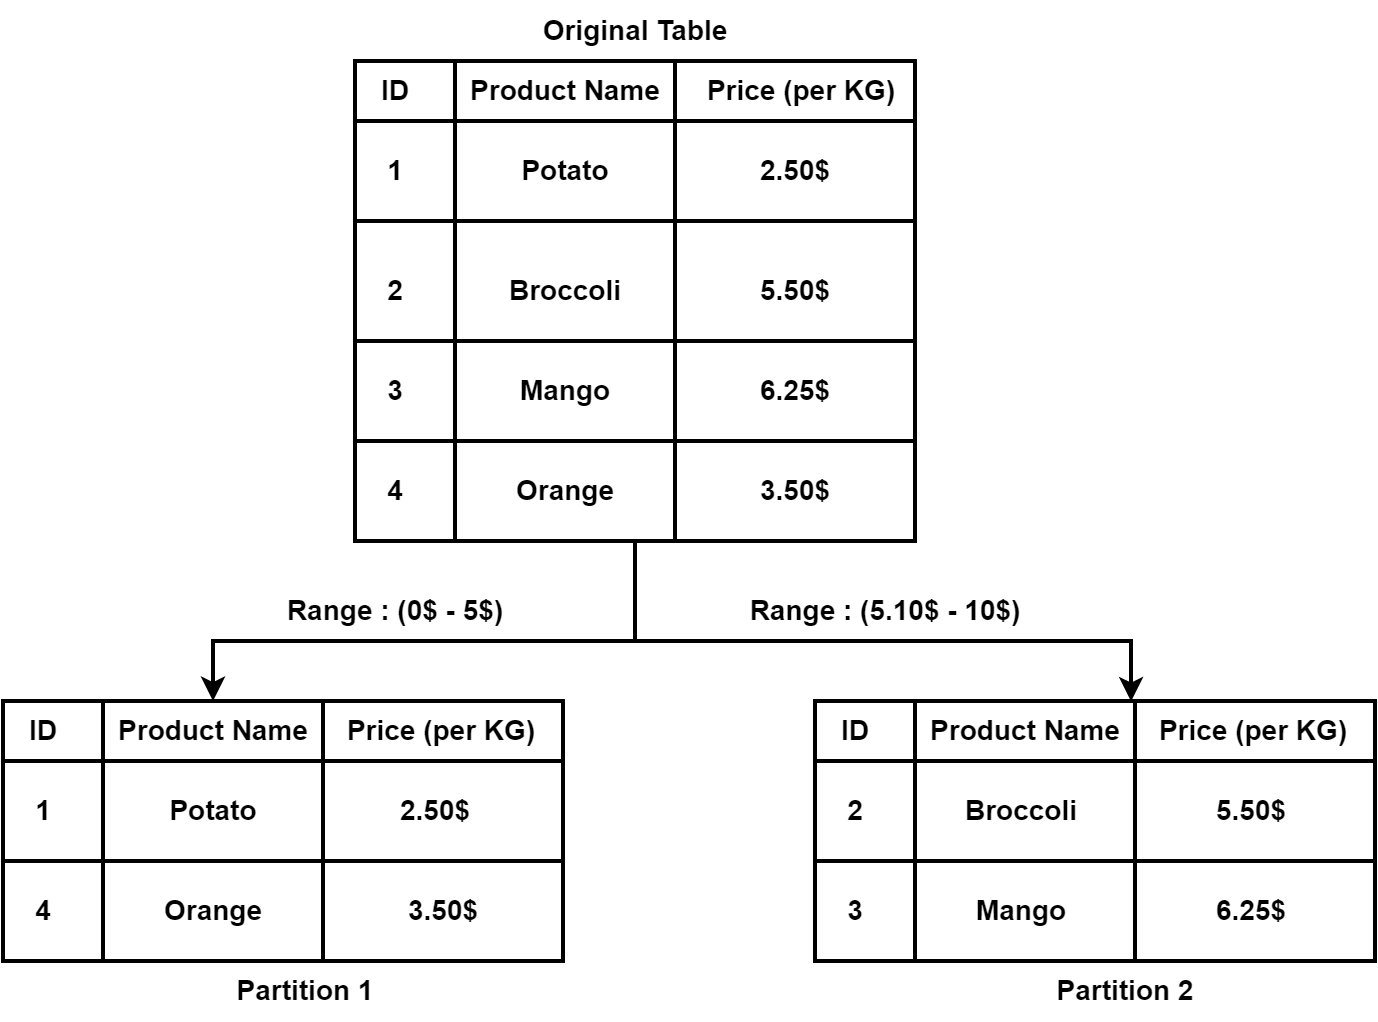 Original Table
ID Product Name Price (per KG)
1 Potato 2.50$
2 Broccoli 5.50$
3 Mango 6.25$
4 Orange 3.50$
Range : (0$ - 5$) Range : (5.10$ - 10$)
ID Product Name Price (per KG)
1 Potato 2.50$
4 Orange 3.50$
Partition 1
ID Product Name Price (per KG)
2 Broccoli 5.50$
3 Mango 6.25$
Partition 2